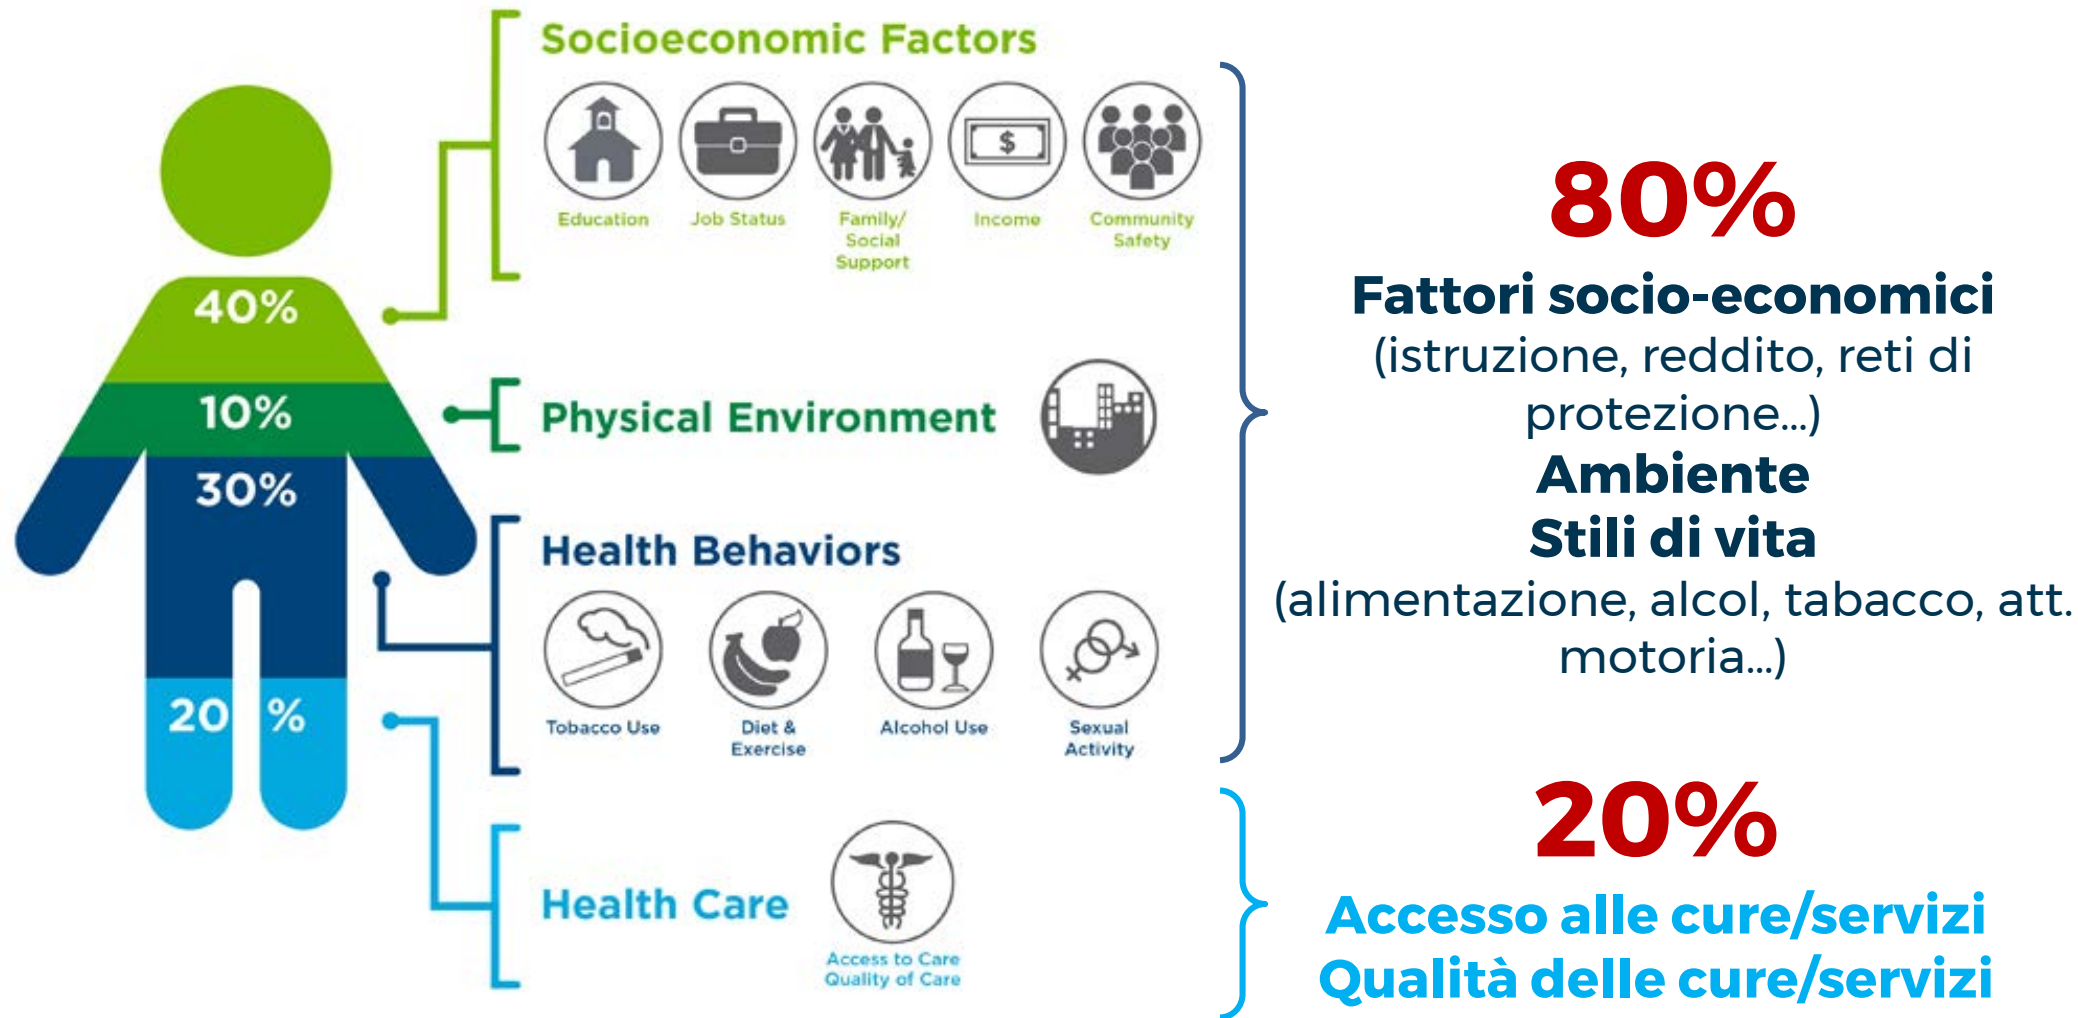 Socioeconomic Factors
$
Education
Job Status
Family/
Social
Support
Income
Community
Safety
40%
10%
Physical Environment
30%
Health Behaviors
Tobacco Use
Diet &
Exercise
Alcohol Use
Sexual
Activity
20 %
Health Care
Access to Care
Quality of Care
80%
Fattori socio-economici
(istruzione, reddito, reti di
protezione...)
Ambiente
Stili di vita
(alimentazione, alcol, tabacco, att.
motoria...)
20%
Accesso alle cure/servizi
Qualità delle cure/servizi